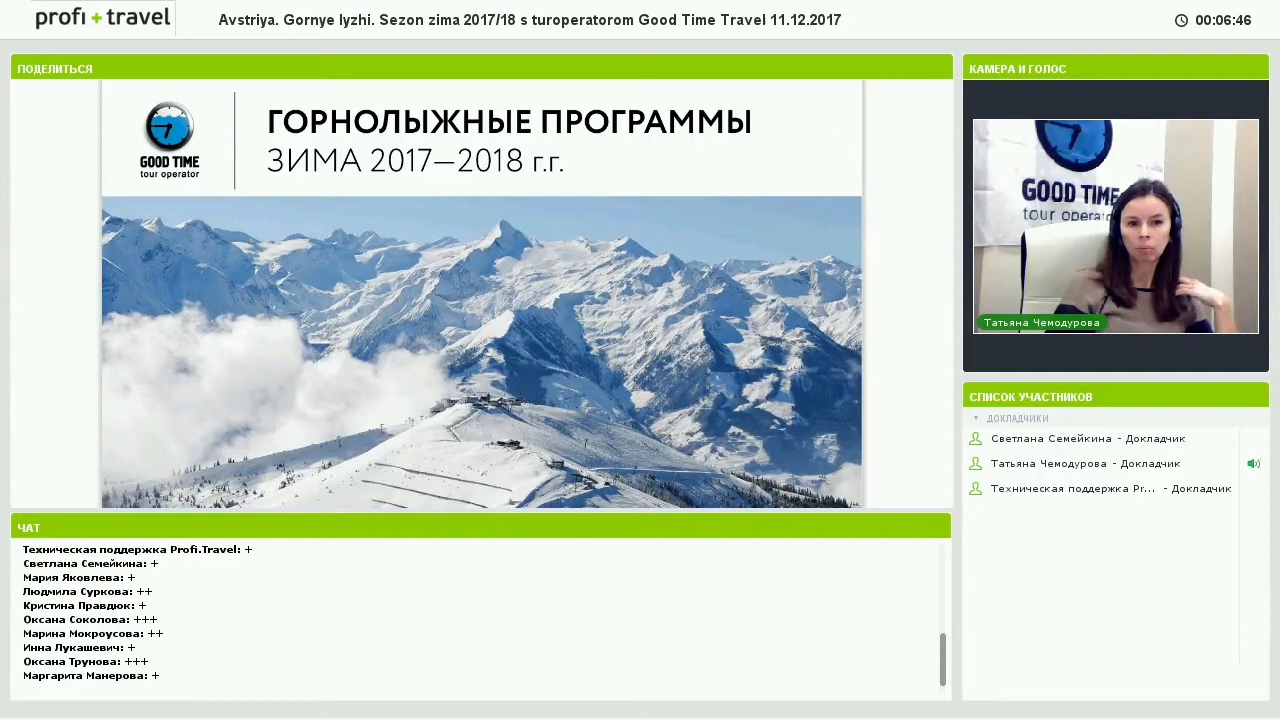 profi + travel
Avstriya. Gornye lyzhi. Sezon zima 2017/18 s turoperatorom Good Time Travel 11.12.2017
00:06:46
ПОДЕЛИТЬСЯ
GOOD TIME
tour operator
ГОРНОЛЫЖНЫЕ ПРОГРАММЫ
ЗИМА 2017—2018 г.г.
КАМЕРА И ГОЛОС
GOOD TIME
tour operat
Татьяна Чемодурова
СПИСОК УЧАСТНИКОВ
ДОКЛАДЧИКИ
Светлана Семейкина - Докладчик
Татьяна Чемодурова - Докладчик
Техническая поддержка Pr... - Докладчик
ЧАТ
Техническая поддержка Profi.Travel: +
Светлана Семейкина: +
Мария Яковлева: +
Людмила Суркова: ++
Кристина Правдюк: +
Оксана Соколова: +++
Марина Мокроусова: ++
Инна Лукашевич: +
Оксана Трунова: +++
Маргарита Манерова: +